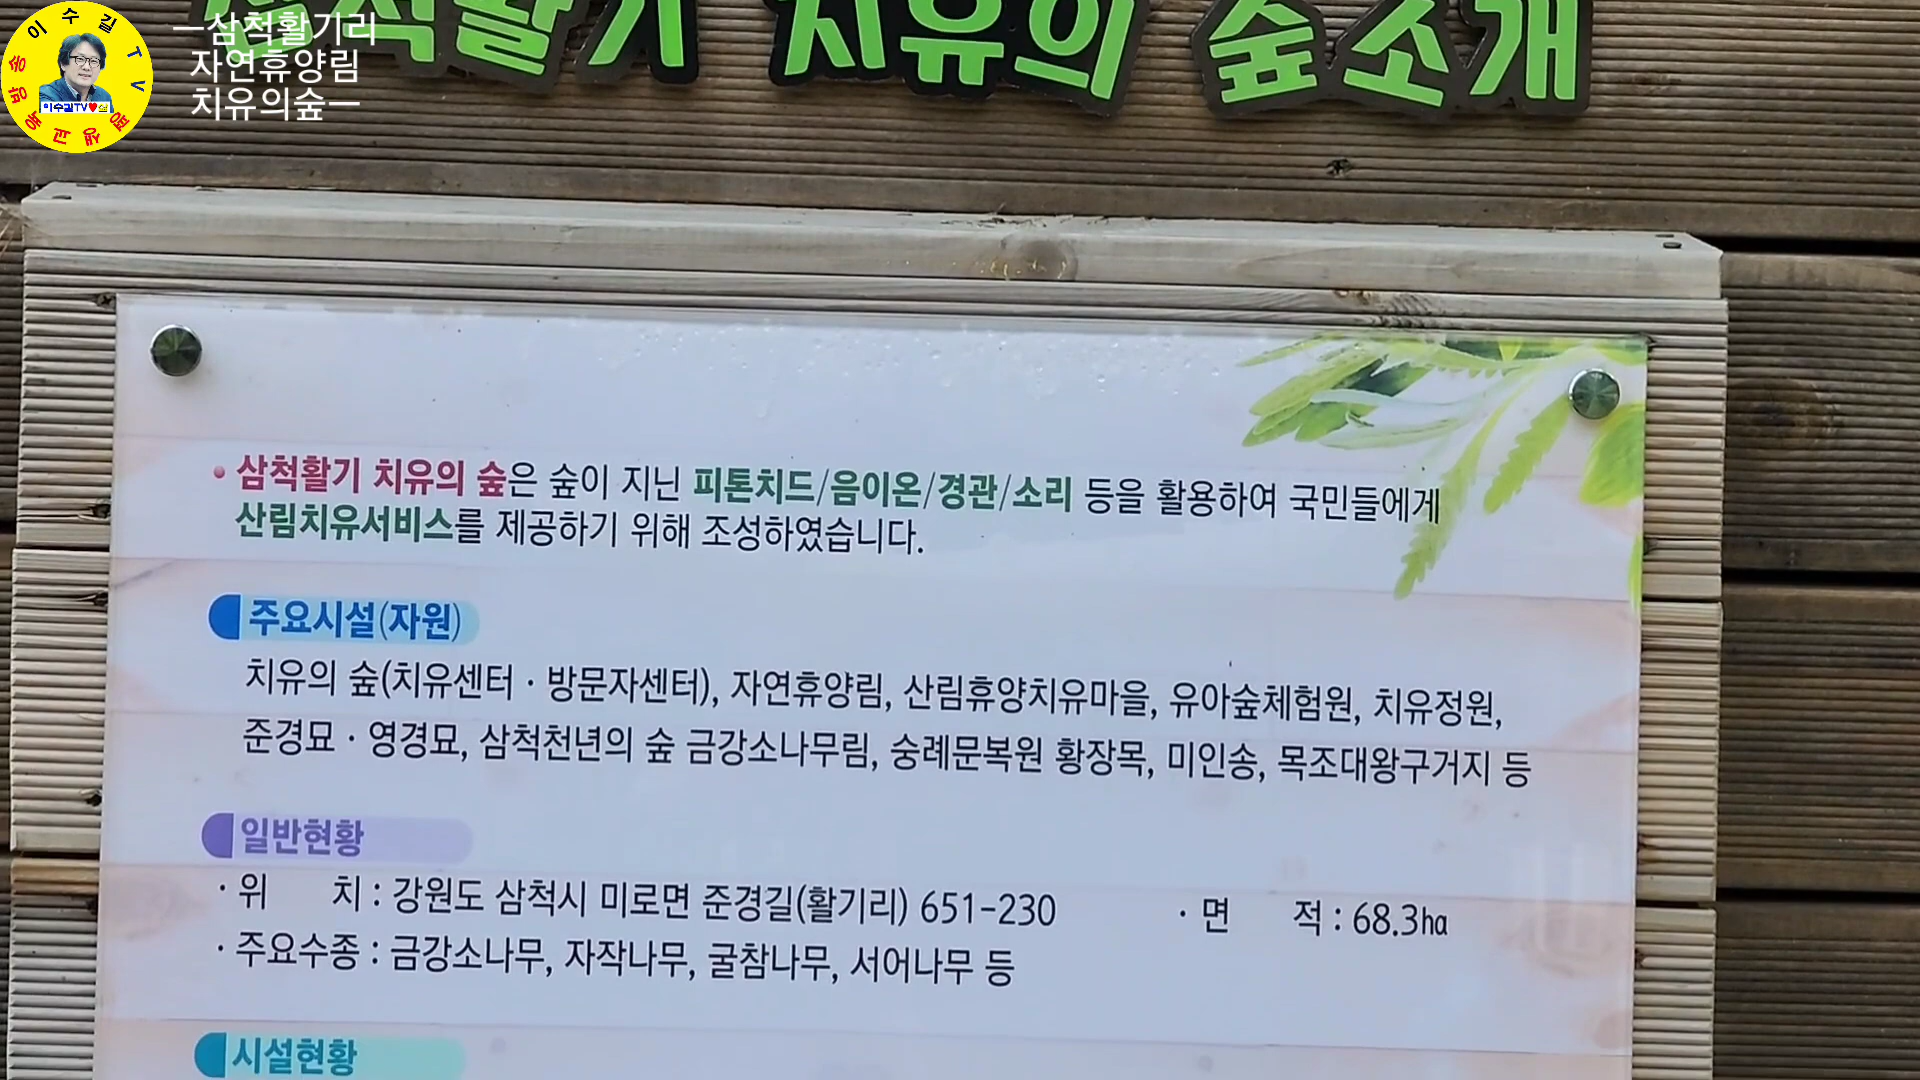 이수길TV
평생교육방송
이수길TV♥
ㅡ삼척활기리
자연휴양림
치유의숲ㅡ
삼척활기 치유의 숲소개
• 삼척활기 치유의 숲은 숲이 지닌 피톤치드/음이온/경관/소리 등을 활용하여 국민들에게
산림치유서비스를 제공하기 위해 조성하였습니다.
주요시설(자원)
치유의 숲(치유센터 · 방문자센터), 자연휴양림, 산림휴양치유마을, 유아숲체험원, 치유정원,
준경묘 · 영경묘, 삼척천년의 숲 금강소나무림, 숭례문복원 황장목, 미인송, 목조대왕구거지 등
일반현황
· 위 치 : 강원도 삼척시 미로면 준경길(활기리) 651-230 · 면 적 : 68.3㏊
· 주요수종 : 금강소나무, 자작나무, 굴참나무, 서어나무 등
시설현황